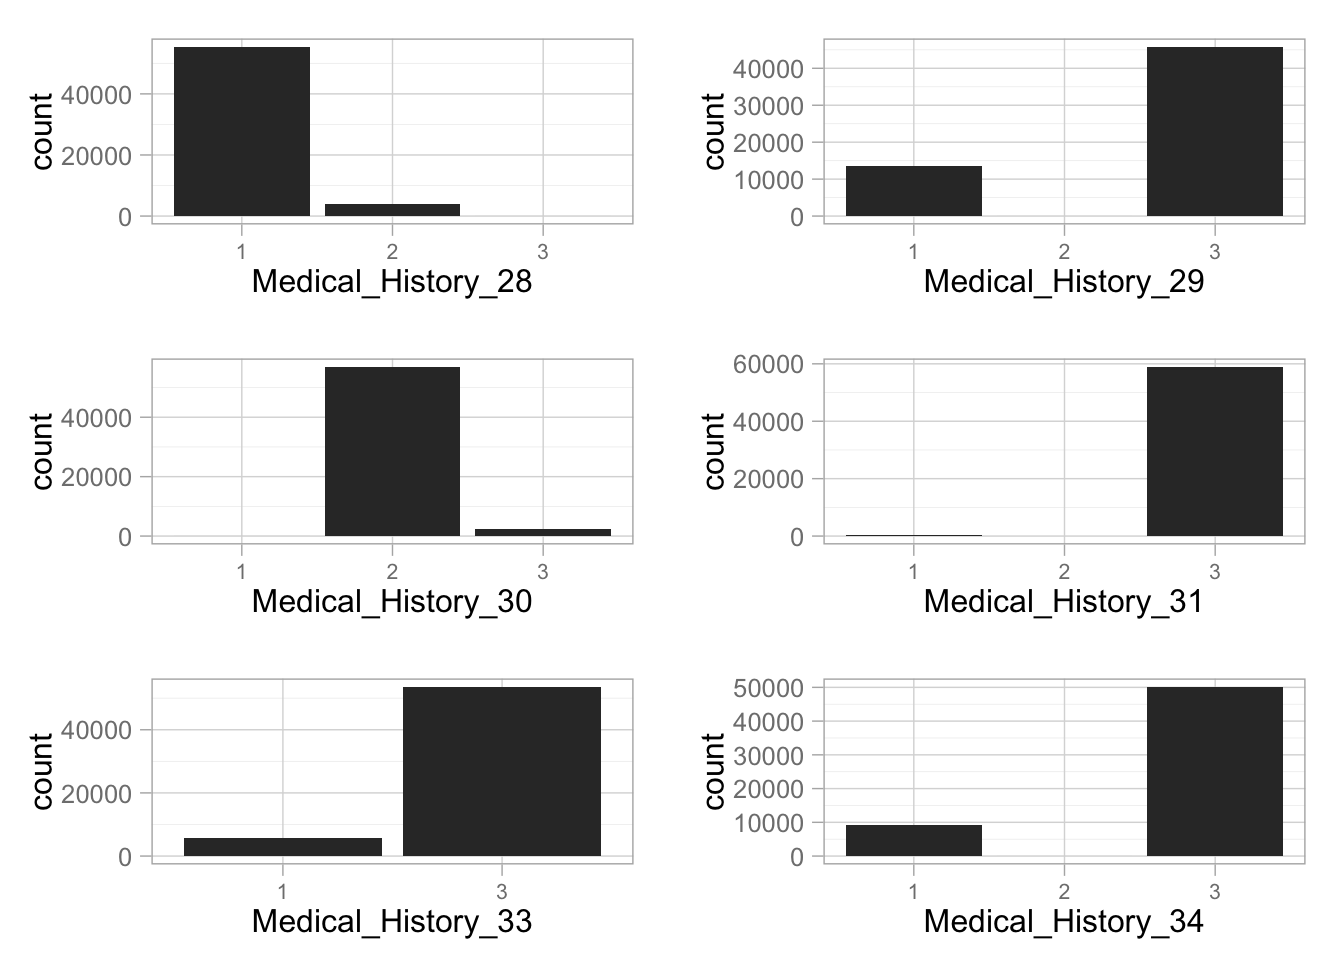 count
40000
20000
0
1 2 3
Medical_History_28
count
40000
30000
20000
10000
0
1 2 3
Medical_History_29
count
40000
20000
0
1 2 3
Medical_History_30
count
60000
40000
20000
0
1 2 3
Medical_History_31
count
40000
20000
0
1 3
Medical_History_33
count
50000
40000
30000
20000
10000
0
1 2 3
Medical_History_34